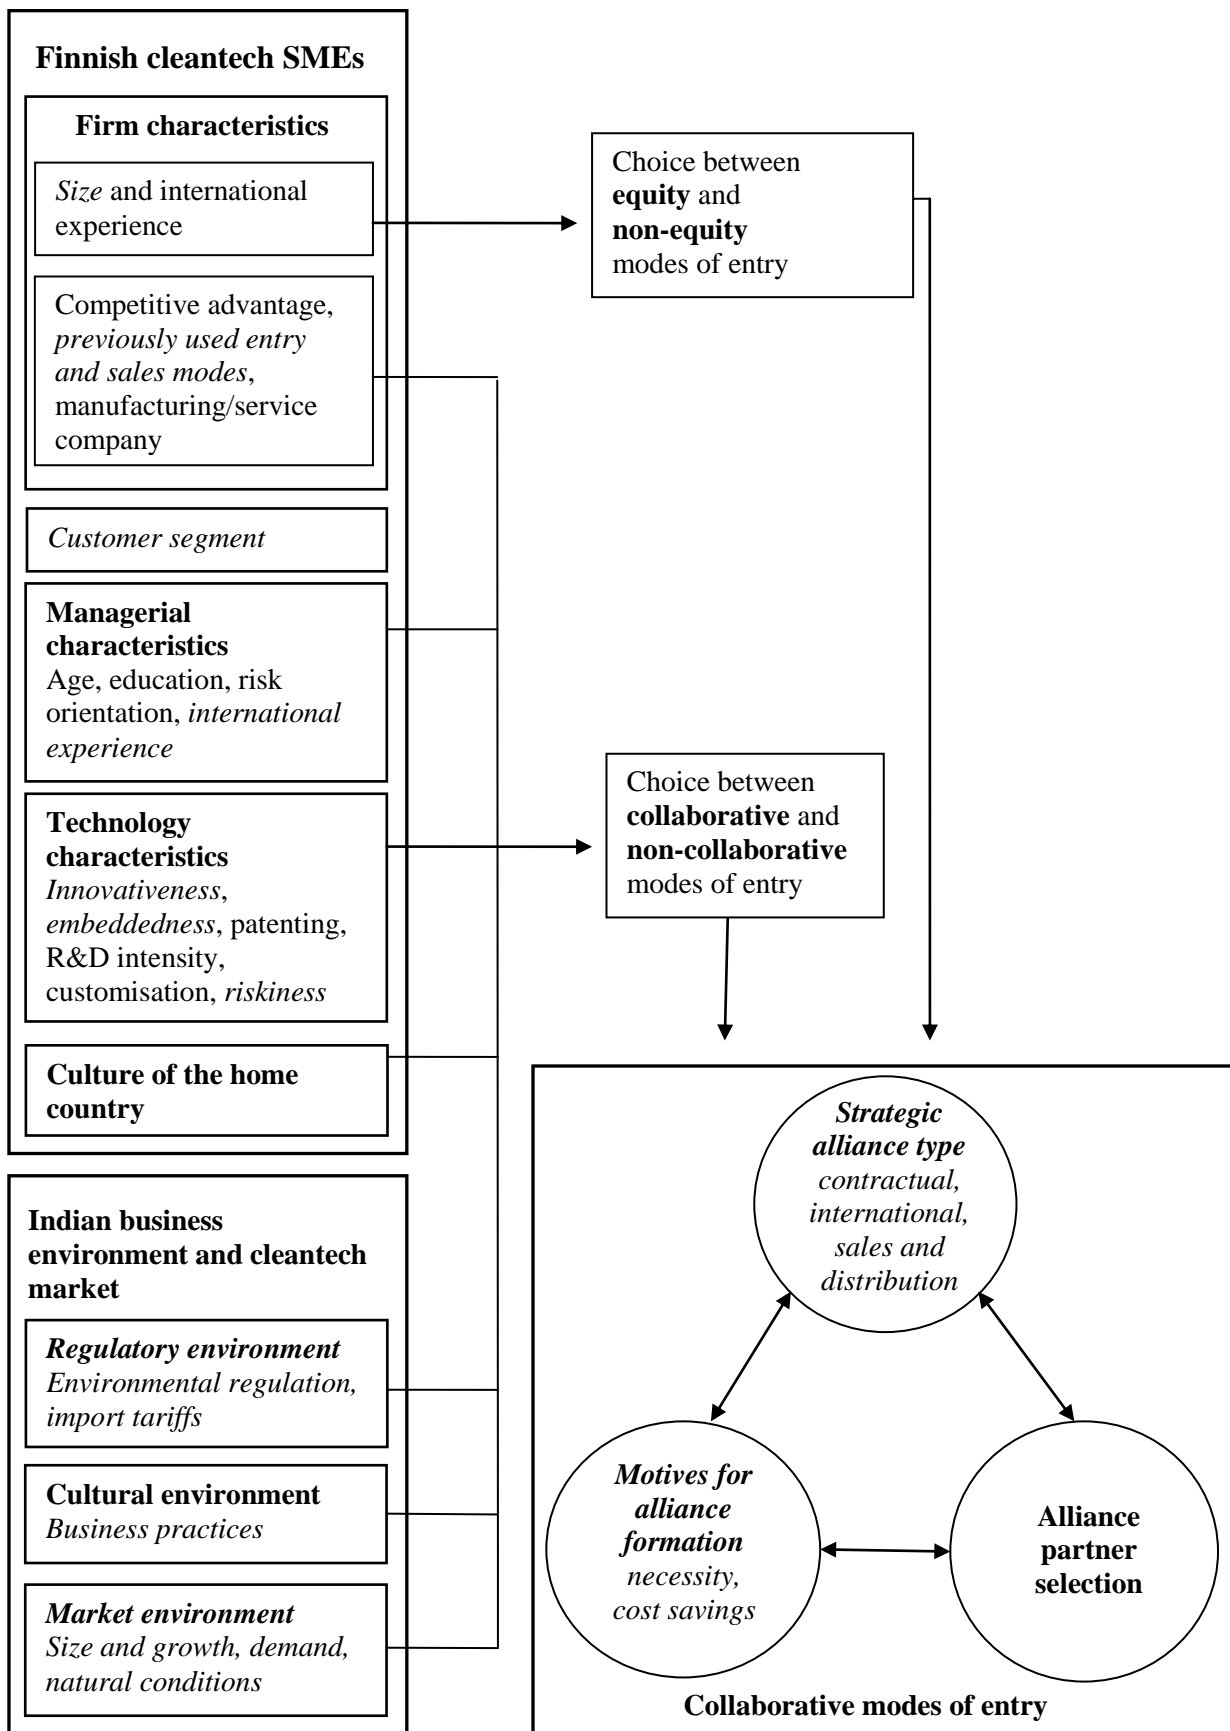 Finnish cleantech SMEs
Firm characteristics
Size and international
experience
Competitive advantage,
previously used entry
and sales modes,
manufacturing/service
company
Customer segment
Managerial
characteristics
Age, education, risk
orientation, international
experience
Technology
characteristics
Innovativeness,
embeddedness, patenting,
R&D intensity,
customisation, riskiness
Culture of the home
country
Indian business
environment and cleantech
market
Regulatory environment
Environmental regulation,
import tariffs
Cultural environment
Business practices
Market environment
Size and growth, demand,
natural conditions
Choice between
equity and
non-equity
modes of entry
Choice between
collaborative and
non-collaborative
modes of entry
Strategic
alliance type
contractual,
international,
sales and
distribution
Motives for
alliance
formation
necessity,
cost savings
Alliance
partner
selection
Collaborative modes of entry